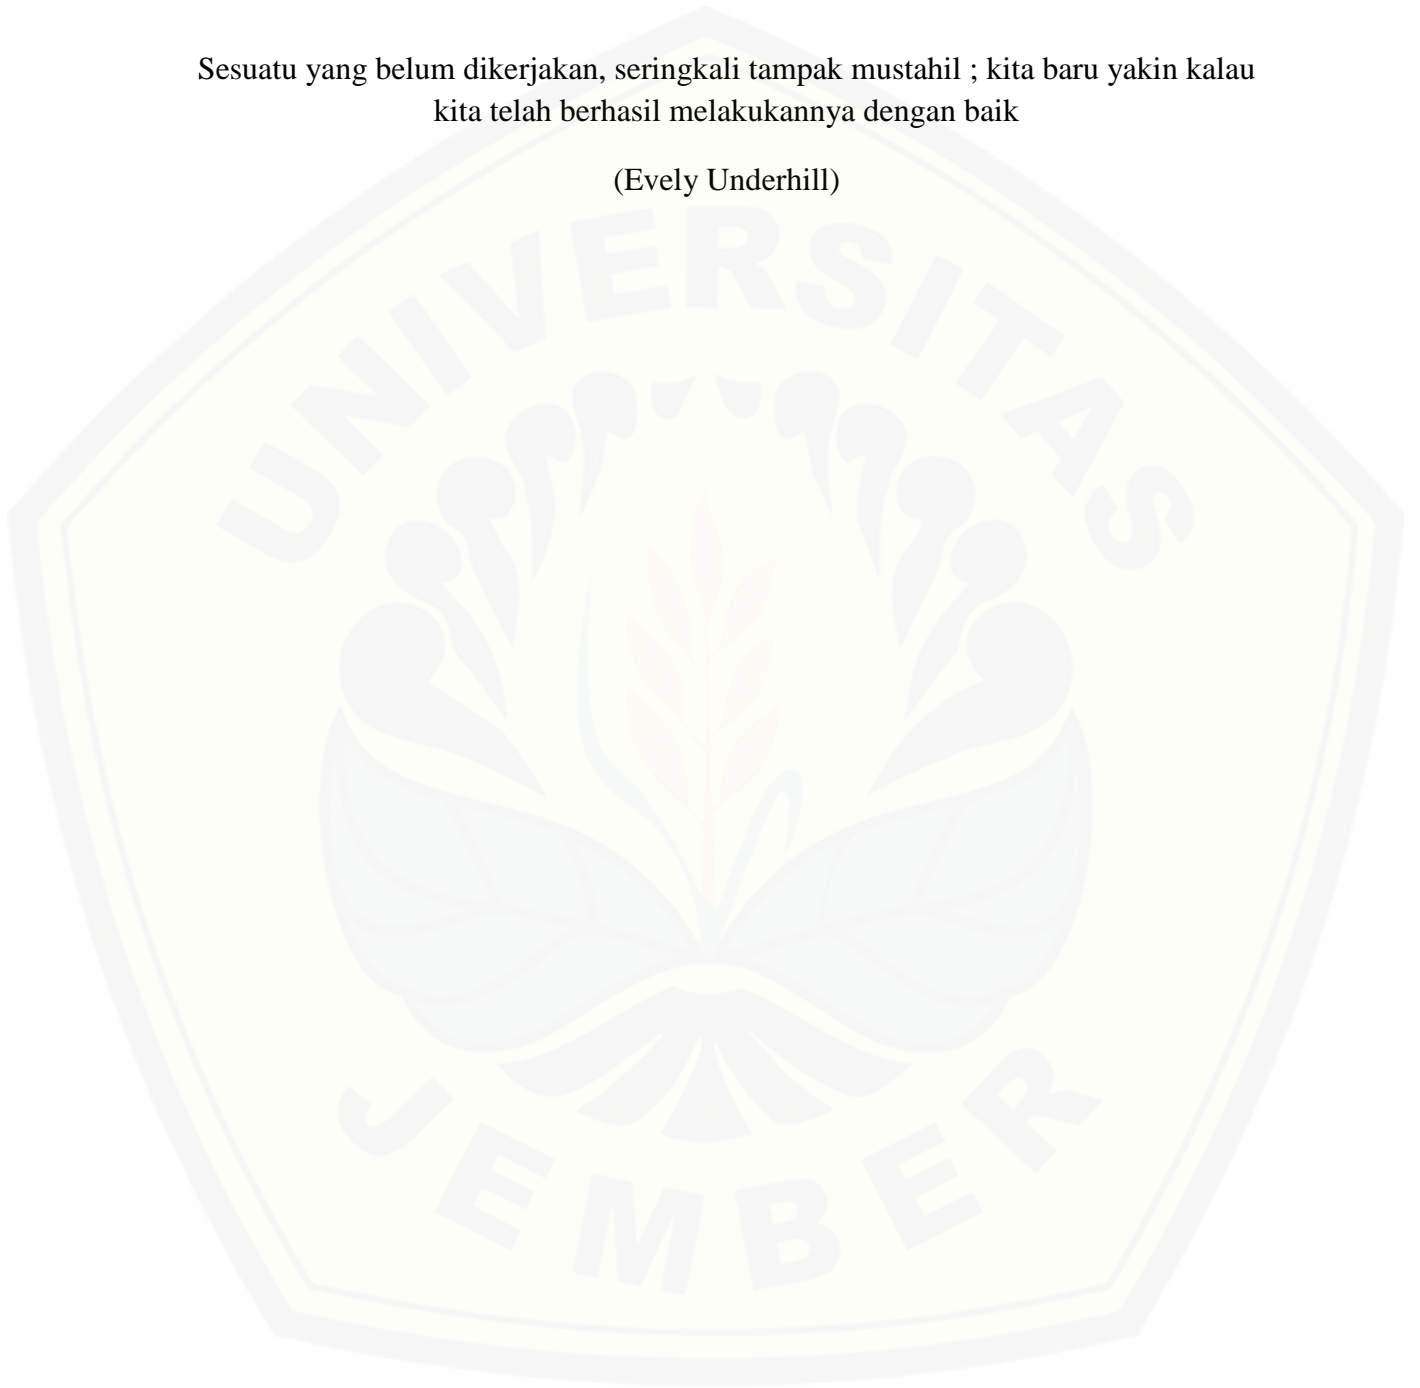 Sesuatu yang belum dikerjakan, seringkali tampak mustahil ; kita baru yakin kalau
kita telah berhasil melakukannya dengan baik
(Evely Underhill)
UNIVERSITAS
JEMBER